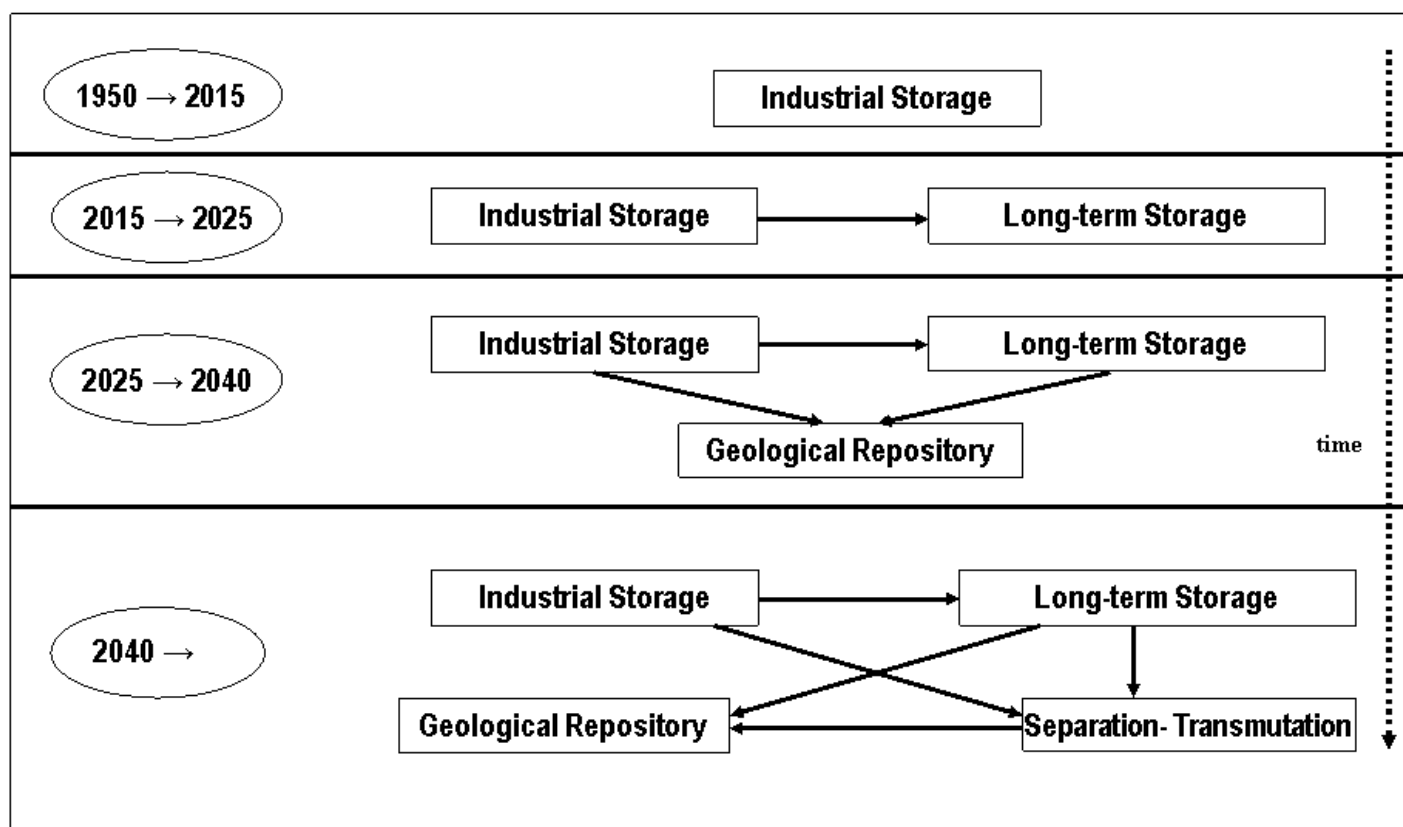 1950 → 2015
Industrial Storage
2015 → 2025
Industrial Storage
Long-term Storage
2025 → 2040
Industrial Storage
Long-term Storage
Geological Repository
time
2040 →
Industrial Storage
Long-term Storage
Geological Repository
Separation- Transmutation